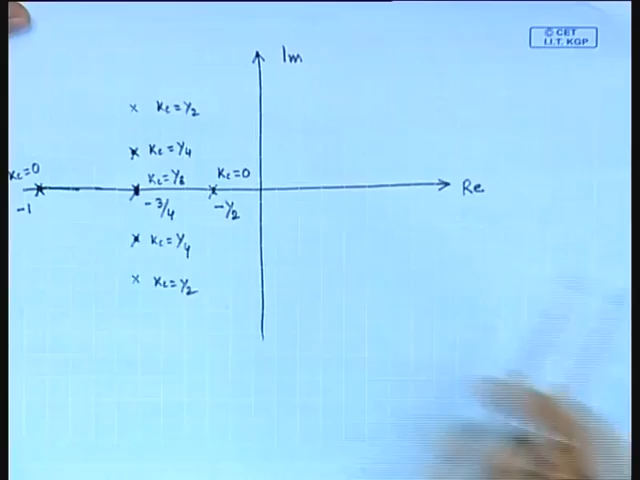 © CET
I.I.T. KGP
Im
x Kc=1/2
x Kc=1/4
Kc=0 Kc=1/8 Kc=0
Re
-1 -3/4 -1/2
x Kc=1/4
x Kc=1/2